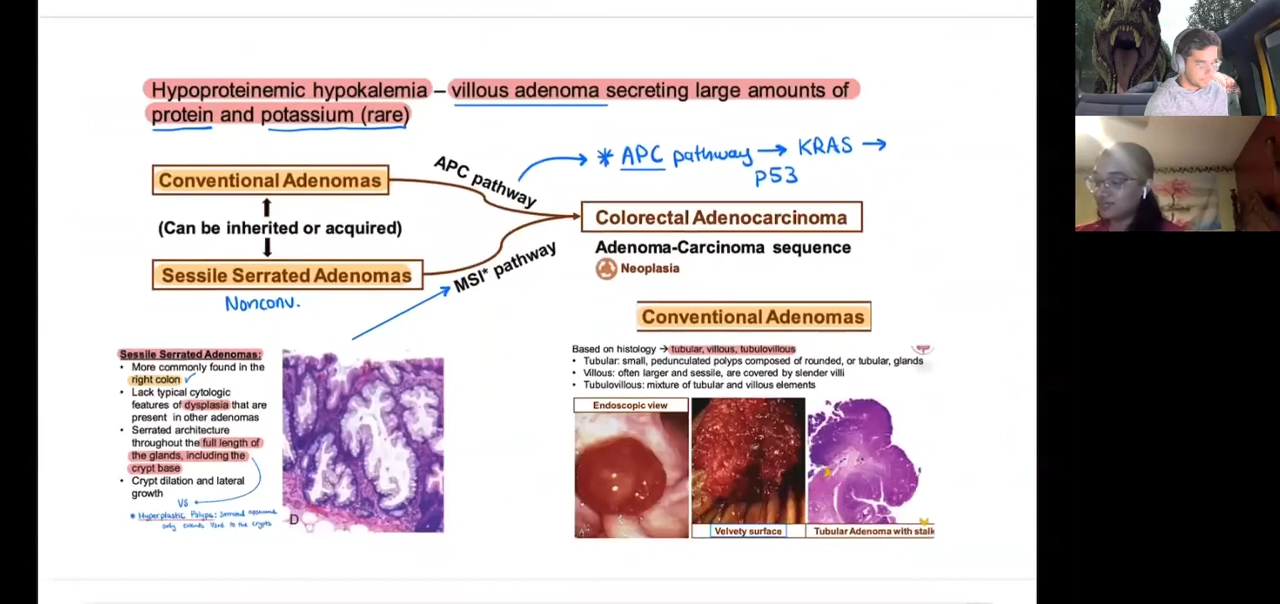 Hypoproteinemic hypokalemia – villous adenoma secreting large amounts of
protein and potassium (rare)
* APC pathway → KRAS →
P53
APC pathway
Conventional Adenomas
(Can be inherited or acquired)
Sessile Serrated Adenomas
Nonconv.
MSI* pathway
Colorectal Adenocarcinoma
Adenoma-Carcinoma sequence
Neoplasia
Sessile Serrated Adenomas:
• More commonly found in the
right colon ✓
• Lack typical cytologic
features of dysplasia that are
present in other adenomas
• Serrated architecture
throughout the full length of
the glands, including the
crypt base
• Crypt dilation and lateral
growth
VS
* Hyperplastic Polyps:
only to the crypts
D
Conventional Adenomas
Based on histology → tubular, villous, tubulovillous
• Tubular: small, pedunculated polyps composed of rounded, or tubular, glands
• Villous: often larger and sessile, are covered by slender villi
• Tubulovillous: mixture of tubular and villous elements
Endoscopic view
A
Velvety surface
Tubular Adenoma with stalk